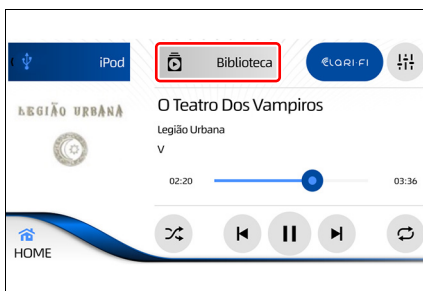 iPod
Biblioteca
CLARI-FI
LEGIÃO URBANA
O Teatro Dos Vampiros
Legião Urbana
V
02:20
03:36
HOME